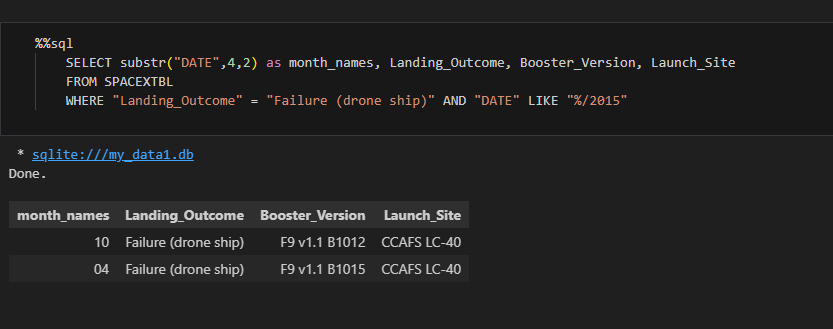 %%sql
SELECT substr("DATE",4,2) as month_names, Landing_Outcome, Booster_Version, Launch_Site
FROM SPACEXTBL
WHERE "Landing_Outcome" = "Failure (drone ship)" AND "DATE" LIKE "%/2015"
* sqlite:///my_data1.db
Done.
month_names Landing_Outcome Booster_Version Launch_Site
10 Failure (drone ship) F9 v1.1 B1012 CCAFS LC-40
04 Failure (drone ship) F9 v1.1 B1015 CCAFS LC-40